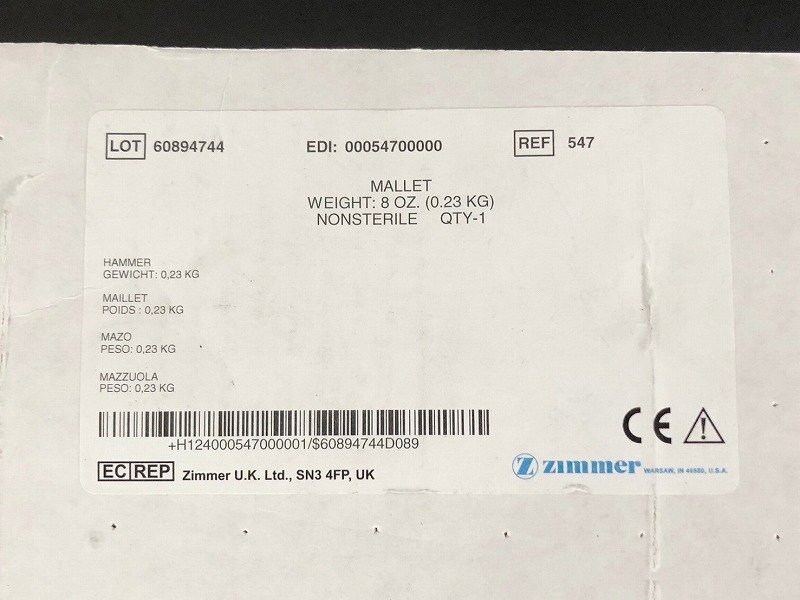 LOT 60894744 EDI: 00054700000 REF 547
MALLET
WEIGHT: 8 OZ. (0.23 KG)
NONSTERILE QTY-1
HAMMER
GEWICHT: 0,23 KG
MAILLET
POIDS : 0,23 KG
MAZO
PESO: 0,23 KG
MAZZUOLA
PESO: 0,23 KG
+H124000547000001/$60894744D089
CE
EC REP Zimmer U.K. Ltd., SN3 4FP, UK
Z zimmer WARSAW, IN 46580, U.S.A.